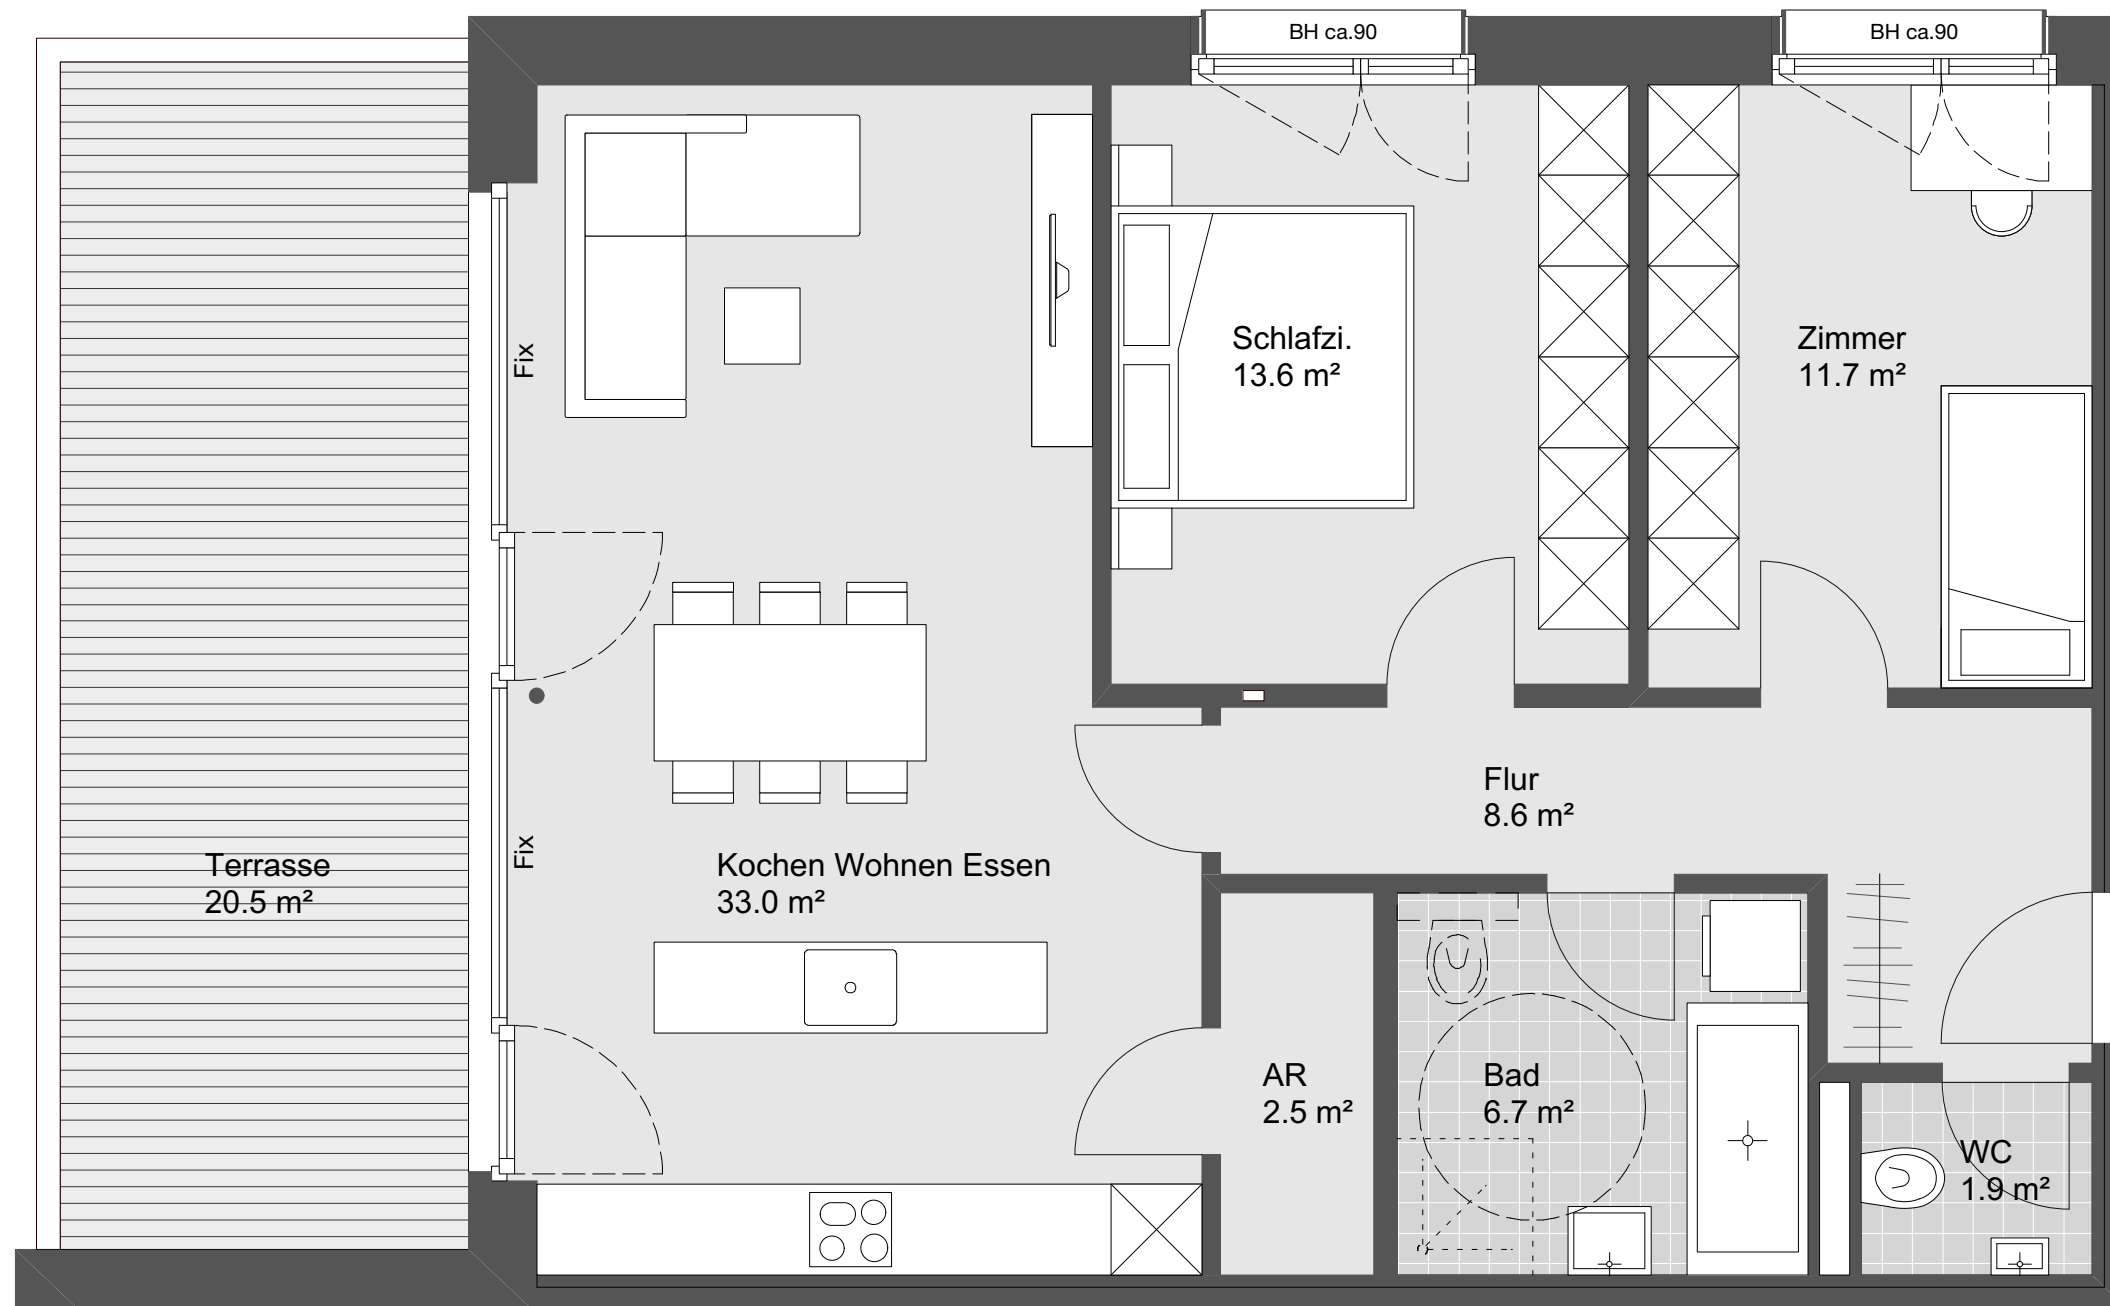 BH ca.90
BH ca.90
Fix
Schlafzi.
13.6 m²
Zimmer
11.7 m²
Flur
8.6 m²
Terrasse
20.5 m²
Fix
Kochen Wohnen Essen
33.0 m²
AR
2.5 m²
Bad
6.7 m²
WC
1.9 m²